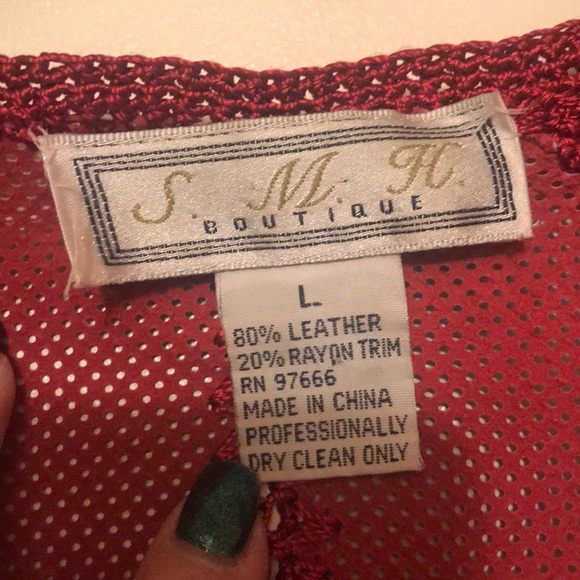 S. M. H.
BOUTIQUE
L
80% LEATHER
20% RAYON TRIM
RN 97666
MADE IN CHINA
PROFESSIONALLY
DRY CLEAN ONLY